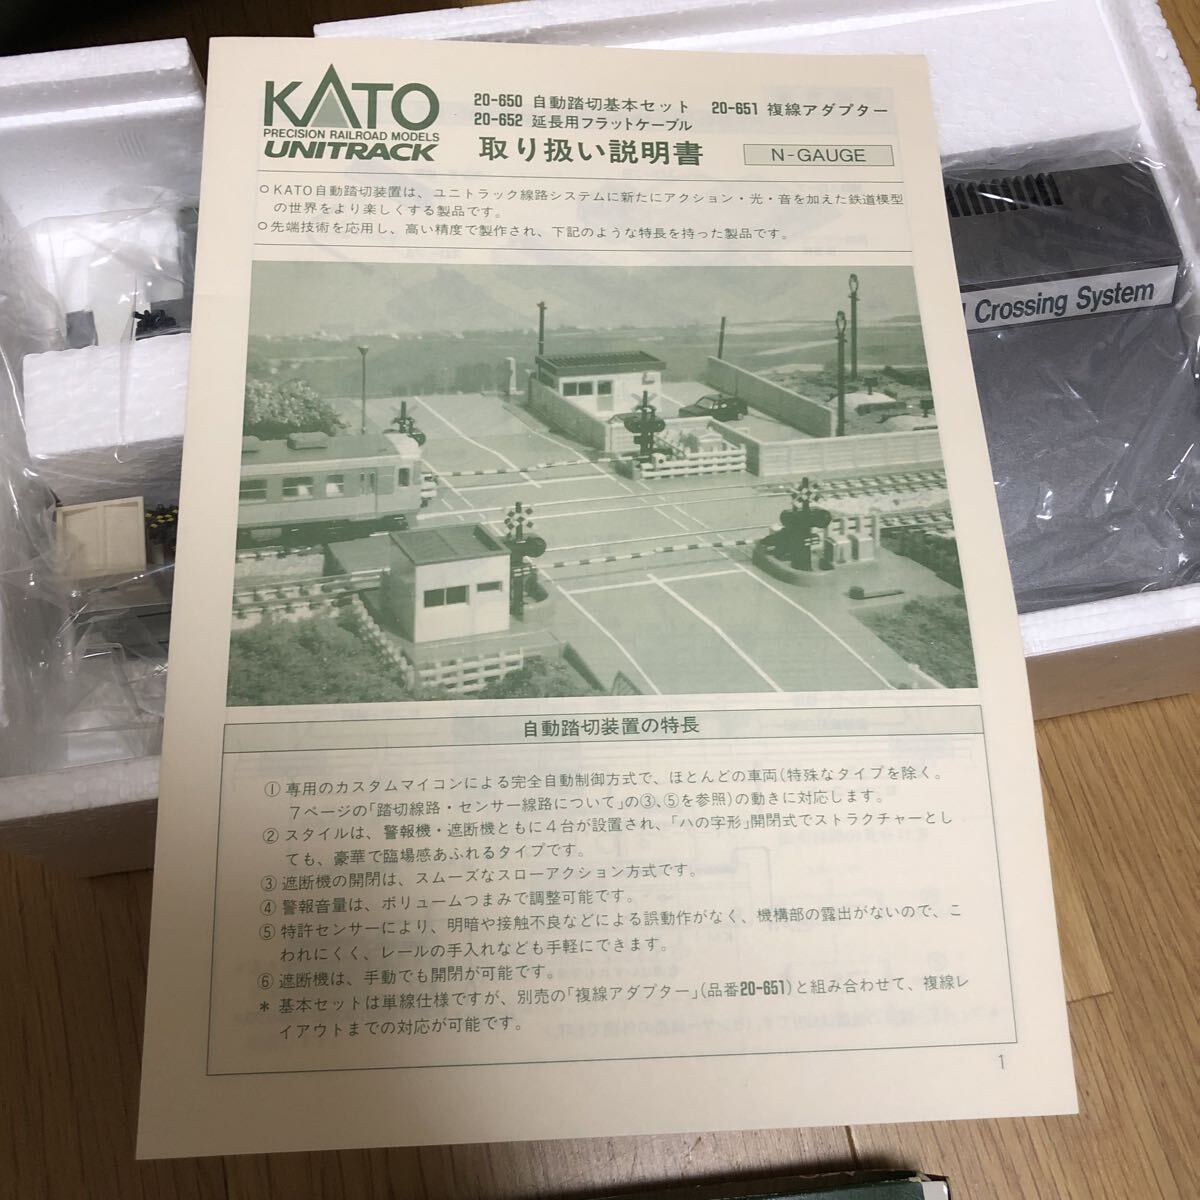 KATO
PRECISION RAILROAD MODELS
UNITRACK
20-650 自動踏切基本セット 20-651 複線アダプター
20-652 延長用フラットケーブル
取り扱い説明書
N-GAUGE
○KATO自動踏切装置は、ユニトラック線路システムに新たにアクション・光・音を加えた鉄道模型
の世界をより楽しくする製品です。
○先端技術を応用し、高い精度で製作され、下記のような特長を持った製品です。
Crossing System
自動踏切装置の特長
① 専用のカスタムマイコンによる完全自動制御方式で、ほとんどの車両(特殊なタイプを除く。
7ページの「踏切線路・センサー線路について」の③、⑤を参照)の動きに対応します。
② スタイルは、警報機・遮断機ともに4台が設置され、「ハの字形」開閉式でストラクチャーとし
ても、豪華で臨場感あふれるタイプです。
③ 遮断機の開閉は、スムーズなスローアクション方式です。
④ 警報音量は、ボリュームつまみで調整可能です。
⑤ 特許センサーにより、明暗や接触不良などによる誤動作がなく、機構部の露出がないので、こ
われにくく、レールの手入れなども手軽にできます。
⑥ 遮断機は、手動でも開閉が可能です。
* 基本セットは単線仕様ですが、別売の「複線アダプター」(品番20-651)と組み合わせて、複線レ
イアウトまでの対応が可能です。
1